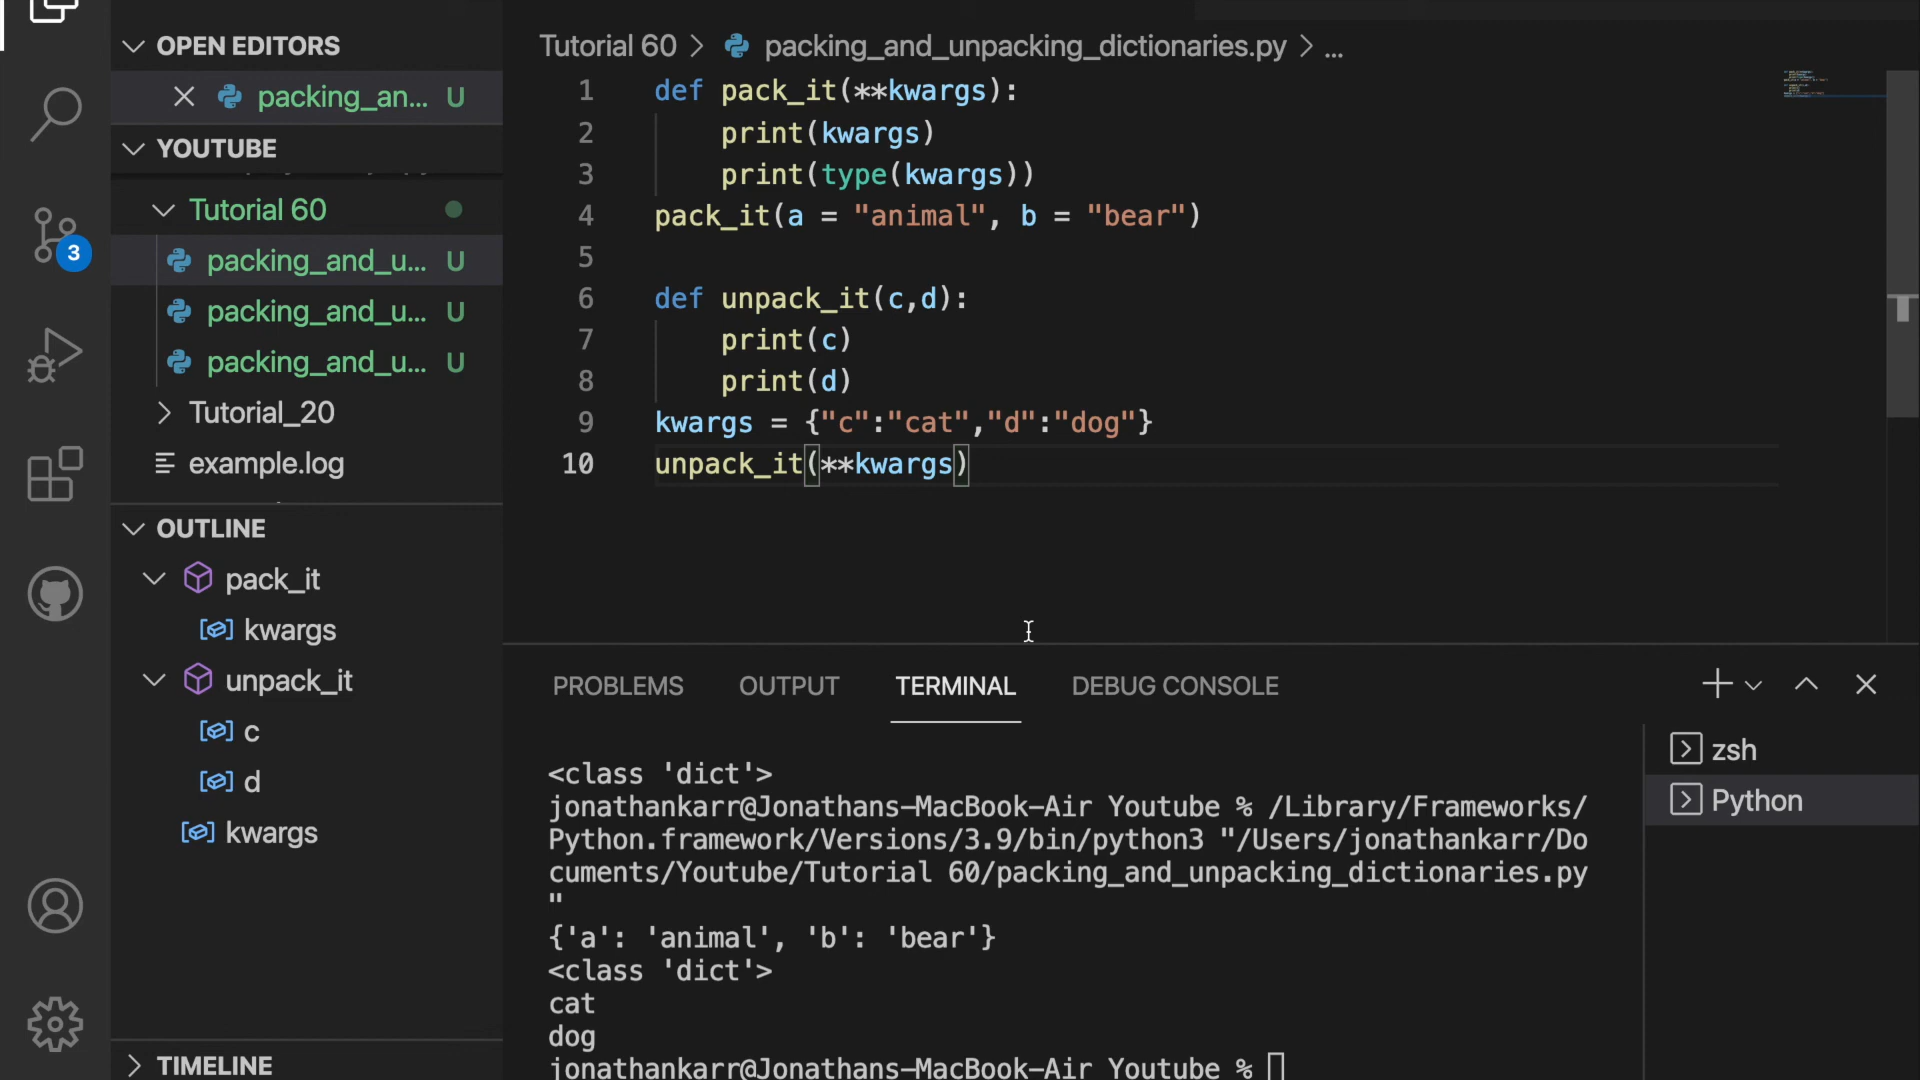 OPEN EDITORS
packing_an... U
YOUTUBE
Tutorial 60
packing_and_u... U
packing_and_u... U
packing_and_u... U
Tutorial_20
example.log
OUTLINE
pack_it
kwargs
unpack_it
c
d
kwargs
TIMELINE
3
Tutorial 60 > packing_and_unpacking_dictionaries.py > ...
1 def pack_it(**kwargs):
2 print(kwargs)
3 print(type(kwargs))
4 pack_it(a = "animal", b = "bear")
5
6 def unpack_it(c,d):
7 print(c)
8 print(d)
9 kwargs = {"c":"cat","d":"dog"}
10 unpack_it(**kwargs)
PROBLEMS OUTPUT TERMINAL DEBUG CONSOLE
<class 'dict'>
jonathankarr@Jonathans-MacBook-Air Youtube % /Library/Frameworks/
Python.framework/Versions/3.9/bin/python3 "/Users/jonathankarr/Do
cuments/Youtube/Tutorial 60/packing_and_unpacking_dictionaries.py
"
{'a': 'animal', 'b': 'bear'}
<class 'dict'>
cat
dog
jonathankarr@Jonathans-MacBook-Air Youtube %
zsh
Python